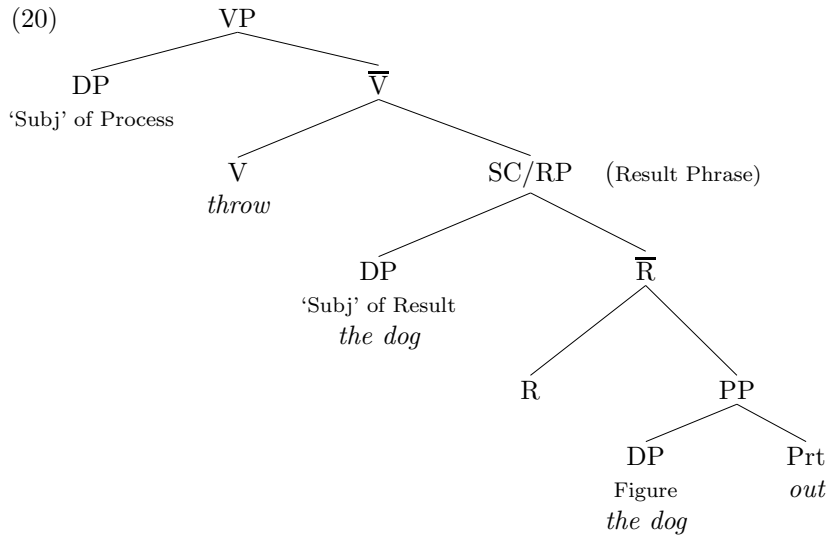 (20) VP
DP V̅
‘Subj’ of Process
V SC/RP (Result Phrase)
throw
DP R̅
‘Subj’ of Result
the dog
R PP
DP Prt
Figure out
the dog